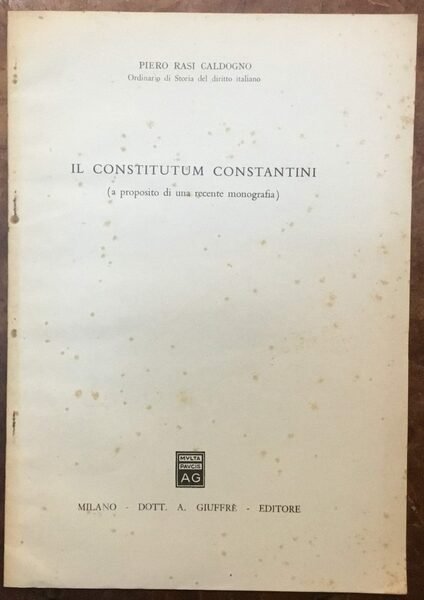 PIERO RASI CALDOGNO
Ordinario di Storia del diritto italiano
IL CONSTITUTUM CONSTANTINI
(a proposito di una recente monografia)
MVLTA
PAVCIS
AG
MILANO - DOTT. A. GIUFFRÈ - EDITORE